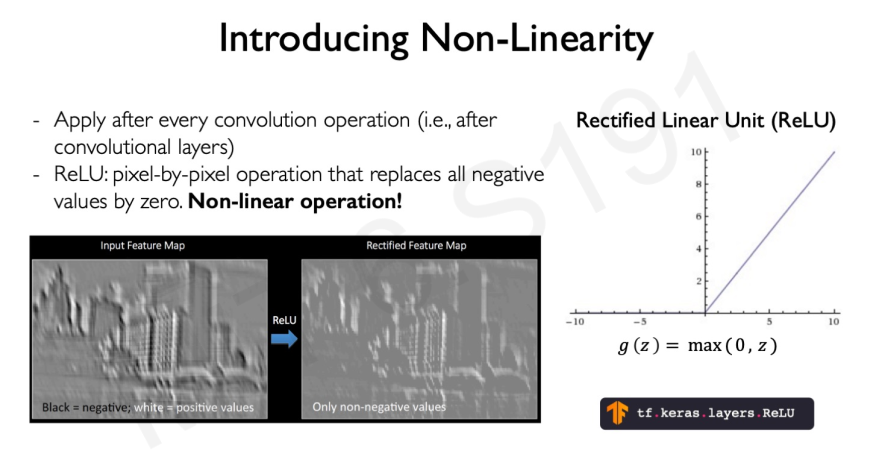 Introducing Non-Linearity
- Apply after every convolution operation (i.e., after
convolutional layers)
- ReLU: pixel-by-pixel operation that replaces all negative
values by zero. Non-linear operation!
Input Feature Map
Rectified Feature Map
ReLU
Black = negative; white = positive values
Only non-negative values
Rectified Linear Unit (ReLU)
10
8
6
4
2
-10 -5 5 10
g(z) = max(0, z)
tf.keras.layers.ReLU